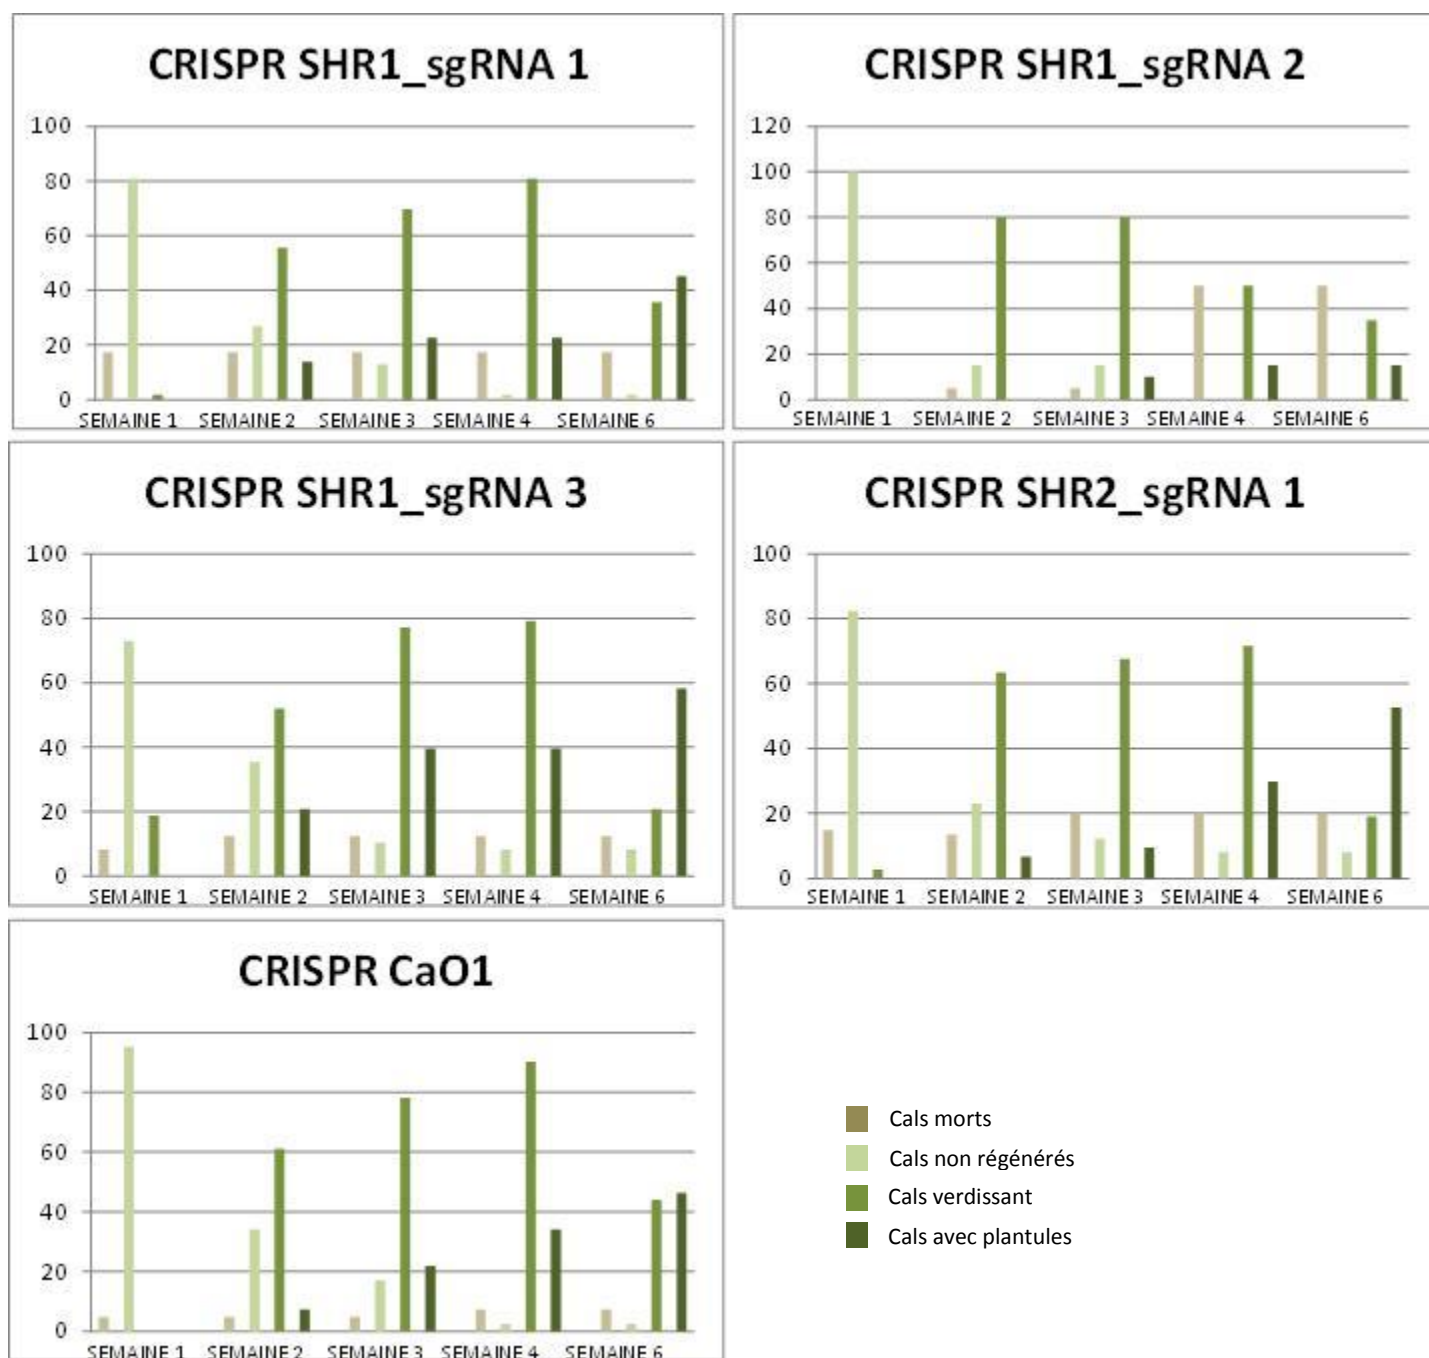 CRISPR SHR1_sgRNA 1
100
80
60
40
20
0
SEMAINE 1 SEMAINE 2 SEMAINE 3 SEMAINE 4 SEMAINE 6
CRISPR SHR1_sgRNA 2
120
100
80
60
40
20
0
SEMAINE 1 SEMAINE 2 SEMAINE 3 SEMAINE 4 SEMAINE 6
CRISPR SHR1_sgRNA 3
100
80
60
40
20
0
SEMAINE 1 SEMAINE 2 SEMAINE 3 SEMAINE 4 SEMAINE 6
CRISPR SHR2_sgRNA 1
100
80
60
40
20
0
SEMAINE 1 SEMAINE 2 SEMAINE 3 SEMAINE 4 SEMAINE 6
CRISPR CaO1
100
80
60
40
20
0
SEMAINE 1 SEMAINE 2 SEMAINE 3 SEMAINE 4 SEMAINE 6
Cals morts
Cals non régénérés
Cals verdissant
Cals avec plantules